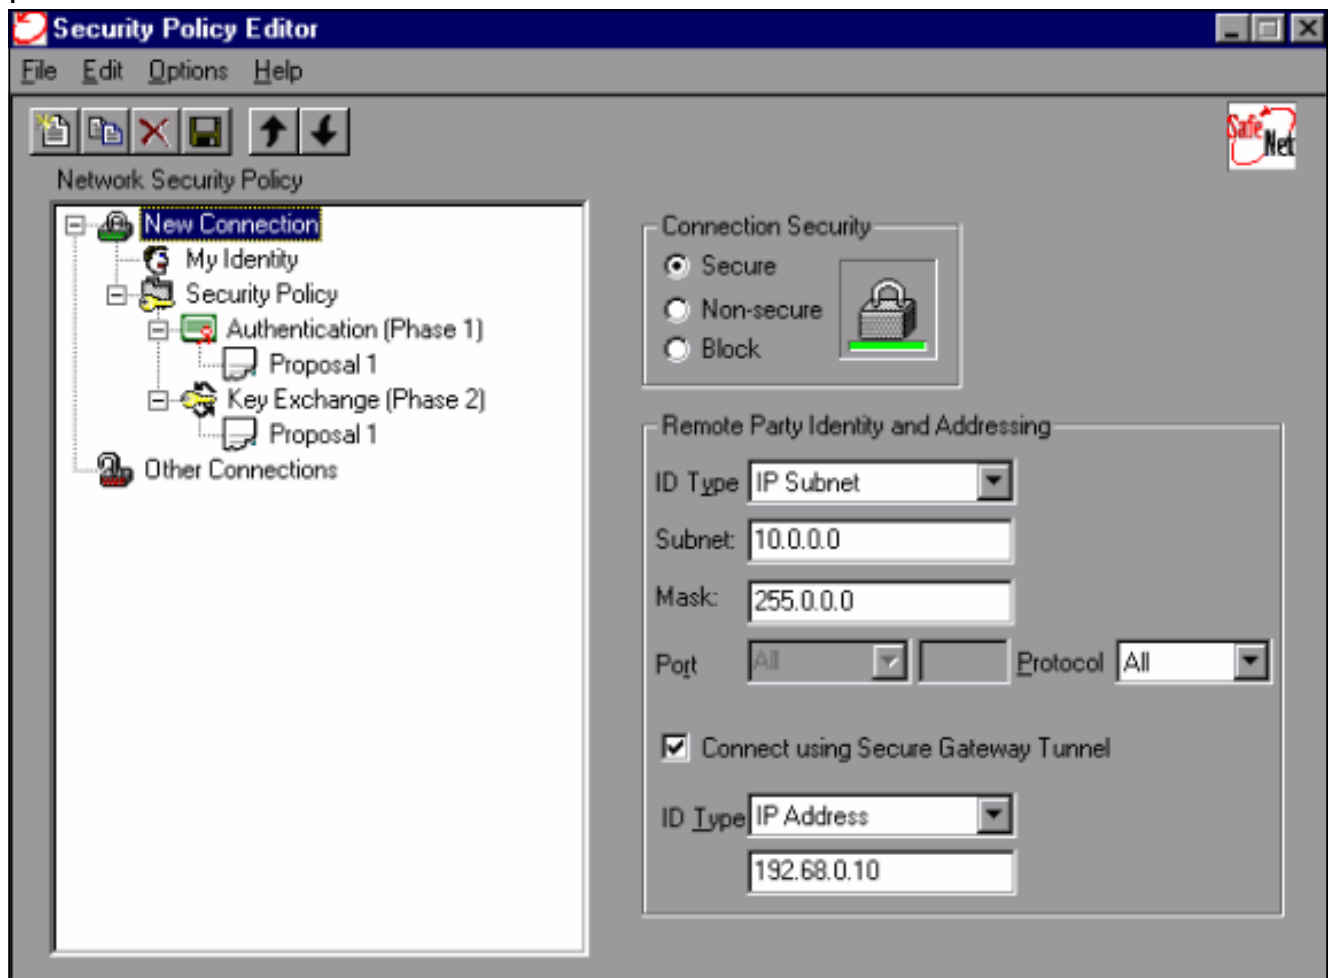 Security Policy Editor
File Edit Options Help
Safe Net
Network Security Policy
New Connection
My Identity
Security Policy
Authentication (Phase 1)
Proposal 1
Key Exchange (Phase 2)
Proposal 1
Other Connections
Connection Security
Secure
Non-secure
Block
Remote Party Identity and Addressing
ID Type IP Subnet
Subnet: 10.0.0.0
Mask: 255.0.0.0
Port All Protocol All
Connect using Secure Gateway Tunnel
ID Type IP Address
192.68.0.10